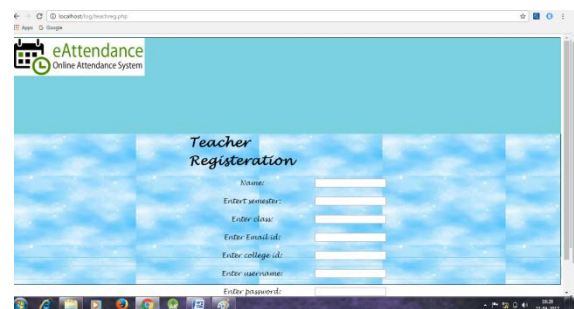 localhost/log/teachreg.php
Apps Google
eAttendance
Online Attendance System
Teacher
Registeration
Name:
Entert semester:
Enter class:
Enter Email id:
Enter college id:
Enter username:
Enter password: